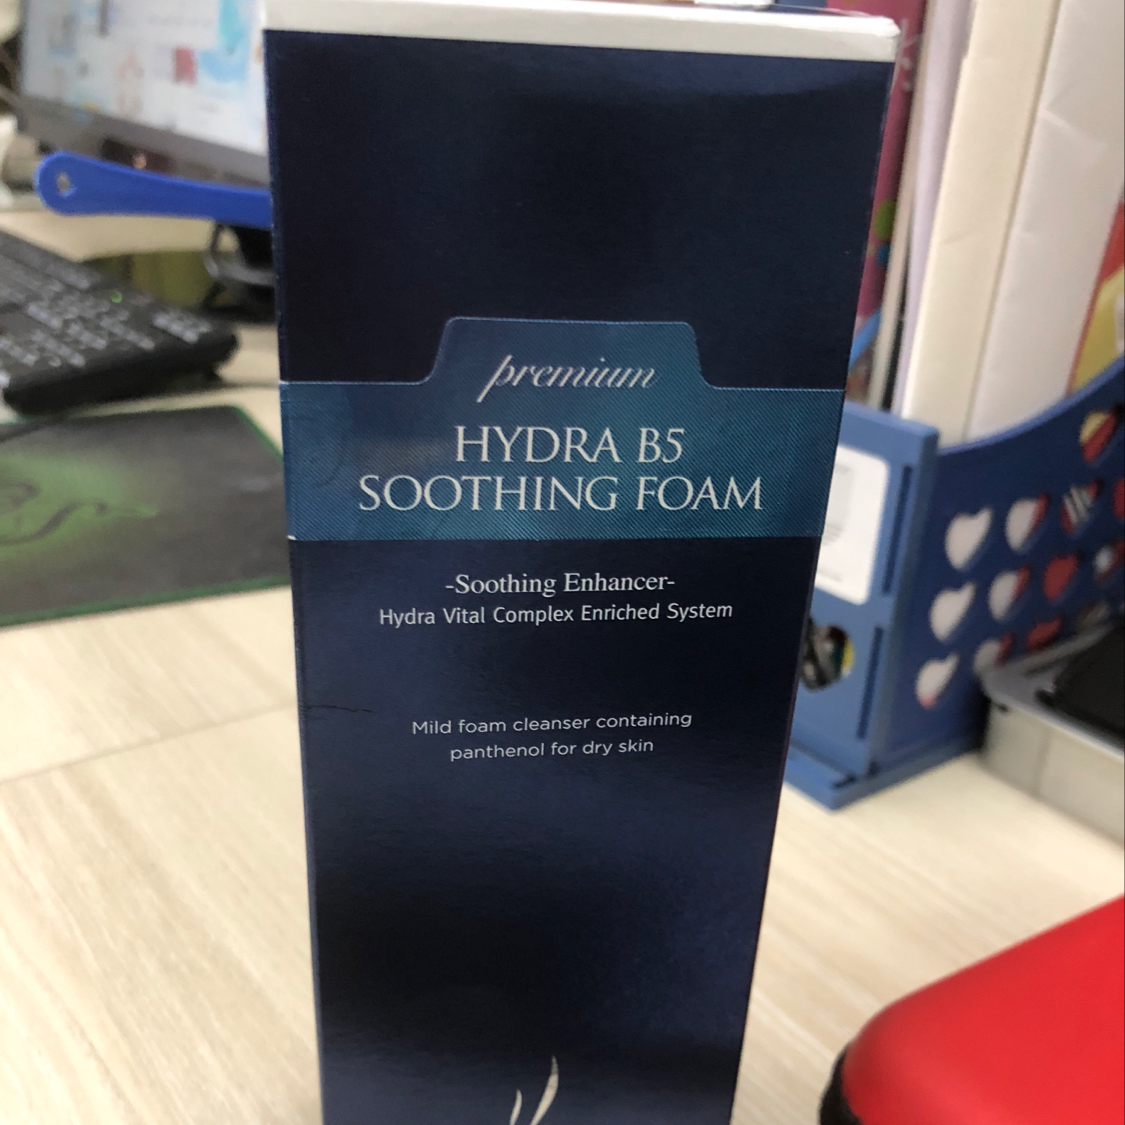 premium
HYDRA B5
SOOTHING FOAM
-Soothing Enhancer-
Hydra Vital Complex Enriched System
Mild foam cleanser containing
panthenol for dry skin